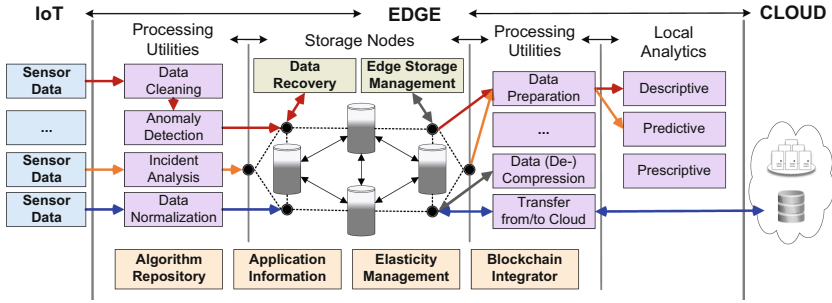 IoT
EDGE
CLOUD
Processing
Utilities
Storage Nodes
Processing
Utilities
Local
Analytics
Sensor
Data
Data
Cleaning
Data
Recovery
Edge Storage
Management
Data
Preparation
Descriptive
...
Anomaly
Detection
...
Predictive
Sensor
Data
Incident
Analysis
Data (De-)
Compression
Prescriptive
Sensor
Data
Data
Normalization
Transfer
from/to Cloud
Algorithm
Repository
Application
Information
Elasticity
Management
Blockchain
Integrator